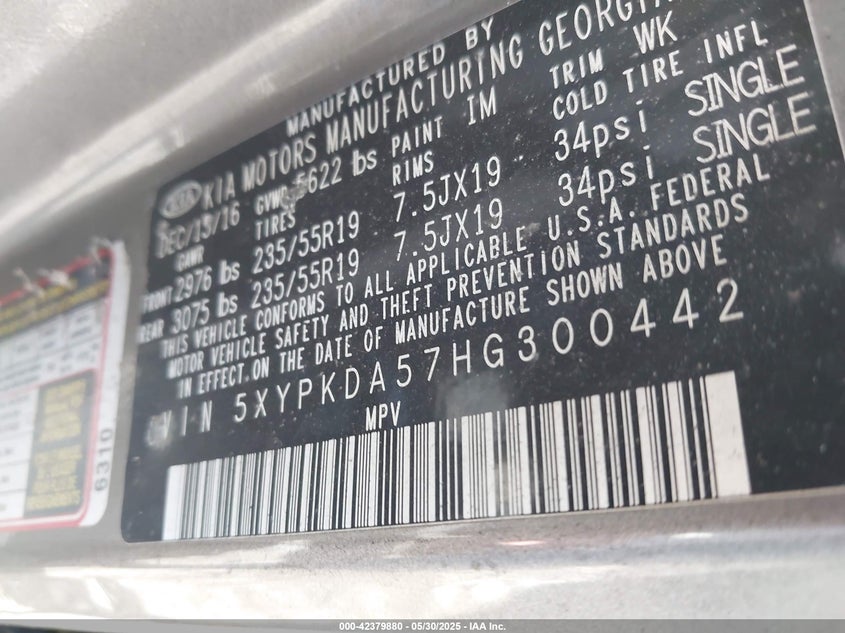 MANUFACTURED BY
KIA KIA MOTORS MANUFACTURING GEORGIA
DEC/13/16 GVWR 5622 lbs PAINT IM TRIM WK
GAWR TIRES RIMS COLD TIRE INFL
FRONT 2976 lbs 235/55R19 7.5JX19 34psi SINGLE
REAR 3075 lbs 235/55R19 7.5JX19 34psi SINGLE
THIS VEHICLE CONFORMS TO ALL APPLICABLE U.S.A. FEDERAL
MOTOR VEHICLE SAFETY AND THEFT PREVENTION STANDARDS
IN EFFECT ON THE DATE OF MANUFACTURE SHOWN ABOVE
VIN 5XYPKDA57HG300442
MPV
6310
000-42379880 - 05/30/2025 - IAA Inc.